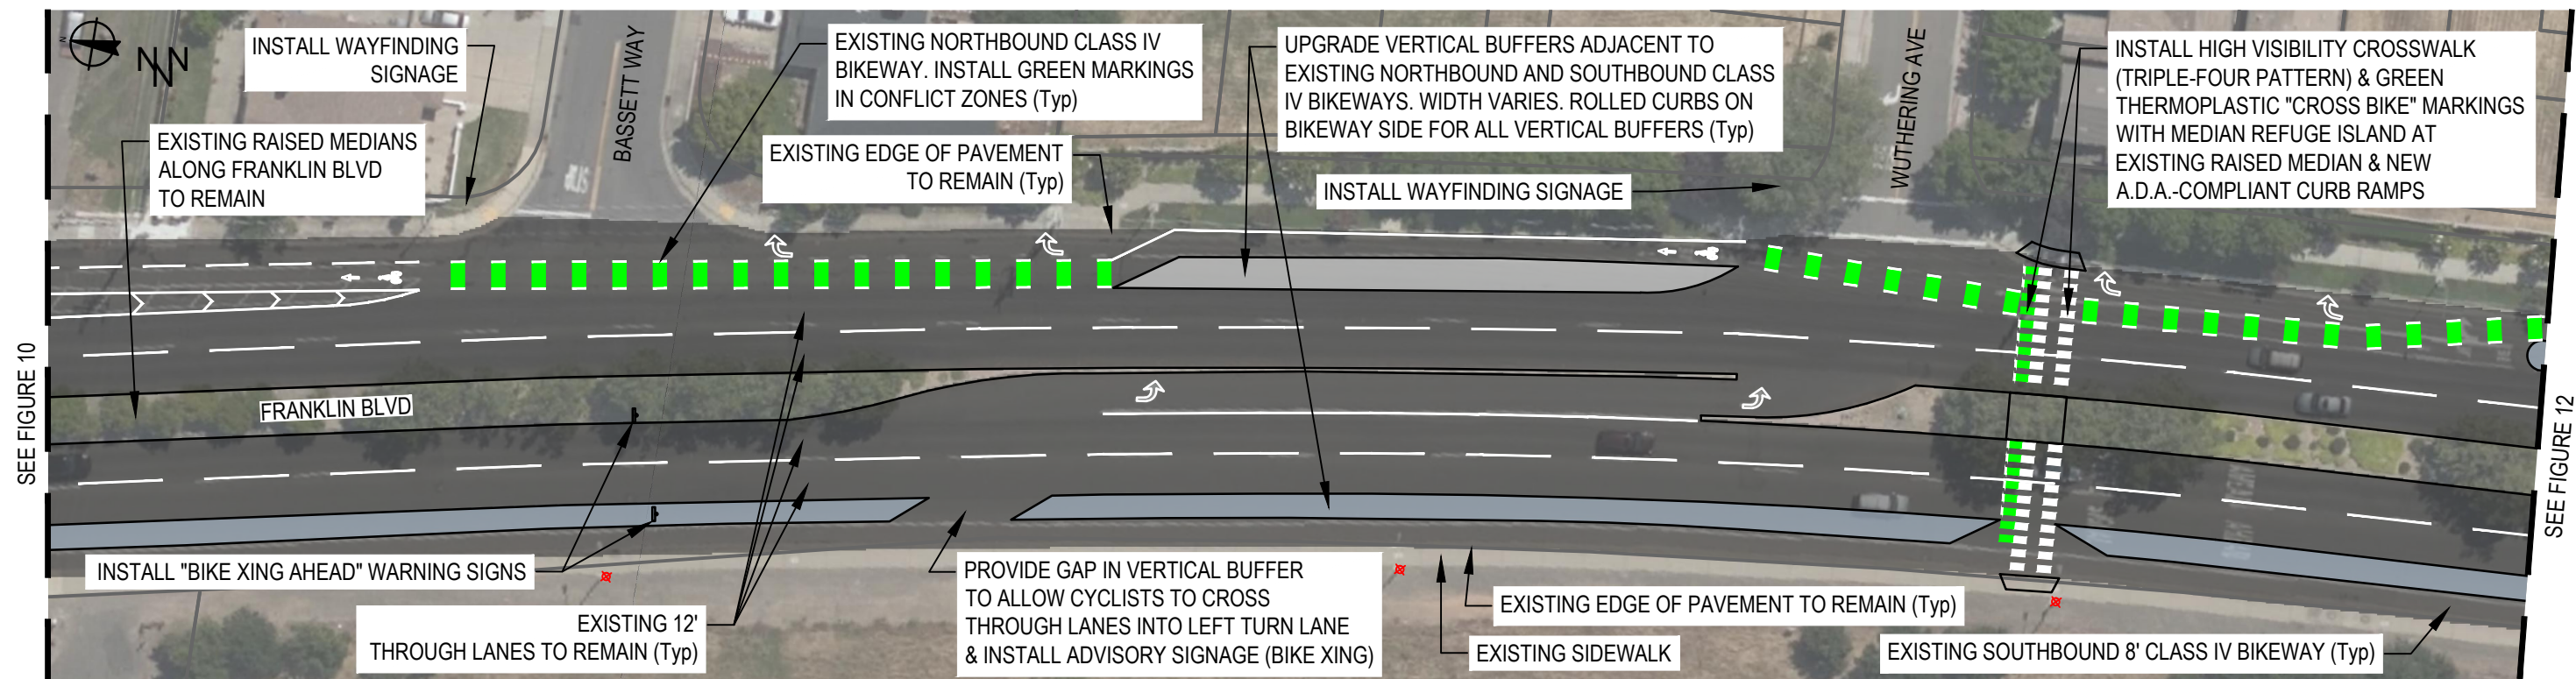 INSTALL WAYFINDING
SIGNAGE
BASSETT WAY
EXISTING NORTHBOUND CLASS IV
BIKEWAY. INSTALL GREEN MARKINGS
IN CONFLICT ZONES (Typ)
UPGRADE VERTICAL BUFFERS ADJACENT TO
EXISTING NORTHBOUND AND SOUTHBOUND CLASS
IV BIKEWAYS. WIDTH VARIES. ROLLED CURBS ON
BIKEWAY SIDE FOR ALL VERTICAL BUFFERS (Typ)
WUTHERING AVE
INSTALL HIGH VISIBILITY CROSSWALK
(TRIPLE-FOUR PATTERN) & GREEN
THERMOPLASTIC "CROSS BIKE" MARKINGS
WITH MEDIAN REFUGE ISLAND AT
EXISTING RAISED MEDIAN & NEW
A.D.A.-COMPLIANT CURB RAMPS
EXISTING RAISED MEDIANS
ALONG FRANKLIN BLVD
TO REMAIN
EXISTING EDGE OF PAVEMENT
TO REMAIN (Typ)
INSTALL WAYFINDING SIGNAGE
SEE FIGURE 10
FRANKLIN BLVD
SEE FIGURE 12
INSTALL "BIKE XING AHEAD" WARNING SIGNS
EXISTING 12'
THROUGH LANES TO REMAIN (Typ)
PROVIDE GAP IN VERTICAL BUFFER
TO ALLOW CYCLISTS TO CROSS
THROUGH LANES INTO LEFT TURN LANE
& INSTALL ADVISORY SIGNAGE (BIKE XING)
EXISTING EDGE OF PAVEMENT TO REMAIN (Typ)
EXISTING SIDEWALK
EXISTING SOUTHBOUND 8' CLASS IV BIKEWAY (Typ)